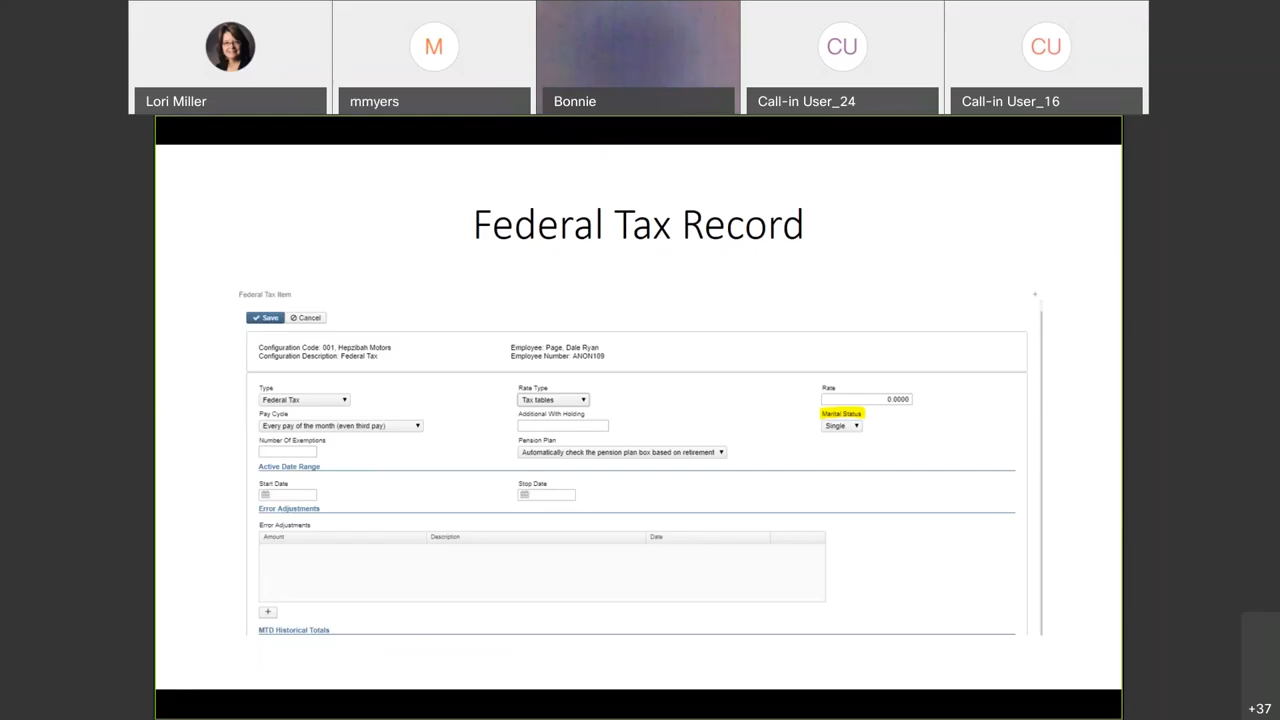 Lori Miller
M
mmyers
Bonnie
CU
Call-in User_24
CU
Call-in User_16
Federal Tax Record
Federal Tax Item
+
Save Cancel
Configuration Code: 001, Hepzibah Motors
Configuration Description: Federal Tax
Employee: Page, Dale Ryan
Employee Number: ANON109
Type
Federal Tax
Rate Type
Tax tables
Rate
0.0000
Pay Cycle
Every pay of the month (even third pay)
Additional With Holding
Marital Status
Single
Number Of Exemptions
Pension Plan
Automatically check the pension plan box based on retirement
Active Date Range
Start Date
Stop Date
Error Adjustments
Error Adjustments
Amount Description Date
+
MTD Historical Totals
+37